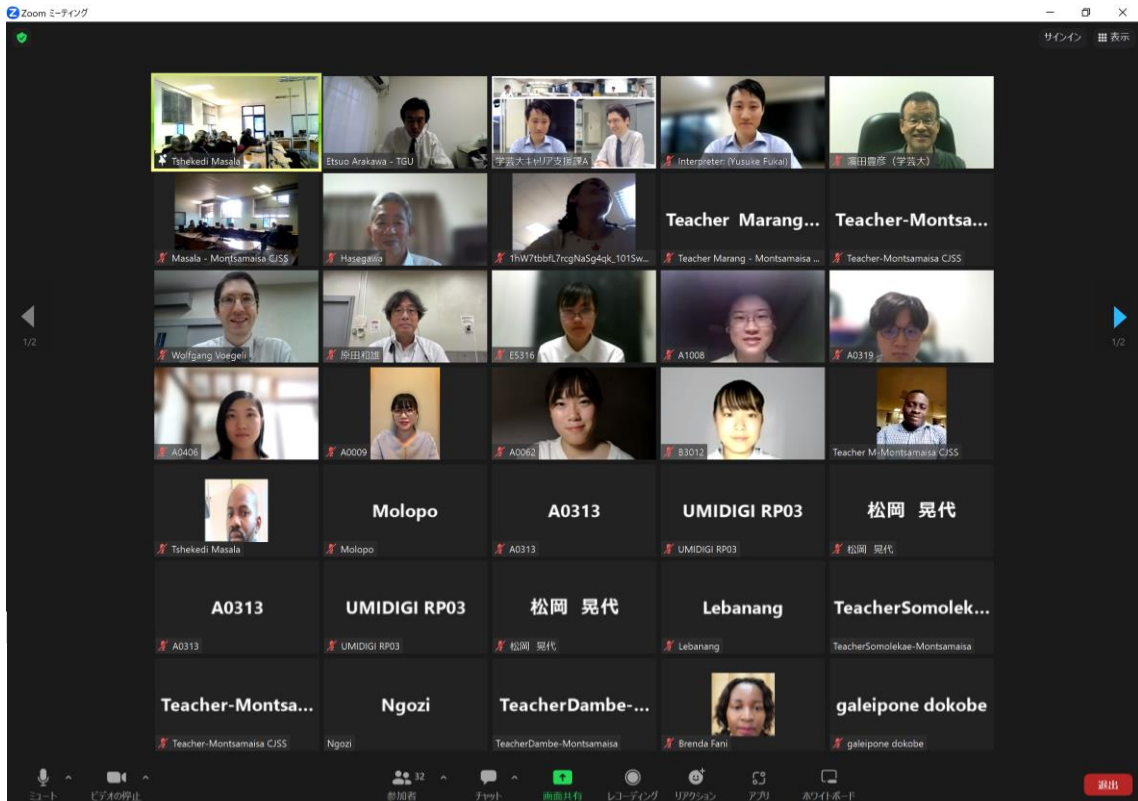 Zoom ミーティング
サインイン 表示
Tshekedi Masala
Etsuo Arakawa - TGU
学芸大キャリア支援課A
Interpreter: (Yusuke Fukai)
濵田豊彦（学芸大）
Masala - Montsamaisa CJSS
Hasegawa
1hW7tbbfL7rcgNaSg4qk_101Sw...
Teacher Marang...
Teacher Marang - Montsamaisa ...
Teacher-Montsa...
Teacher-Montsamaisa CJSS
1/2
Wolfgang Voegeli
原田和雄
E5316
A1008
A0319
1/2
A0406
A0009
A0062
B3012
Teacher M-Montsamaisa CJSS
Tshekedi Masala
Molopo
Molopo
A0313
A0313
UMIDIGI RP03
UMIDIGI RP03
松岡 晃代
松岡 晃代
A0313
A0313
UMIDIGI RP03
UMIDIGI RP03
松岡 晃代
松岡 晃代
Lebanang
Lebanang
TeacherSomolek...
TeacherSomolekae-Montsamaisa
Teacher-Montsa...
Teacher-Montsamaisa CJSS
Ngozi
Ngozi
TeacherDambe-...
TeacherDambe-Montsamaisa
Brenda Fani
galeipone dokobe
galeipone dokobe
ミュート
ビデオの停止
32
参加者
チャット
画面共有
レコーディング
リアクション
アプリ
ホワイトボード
退出